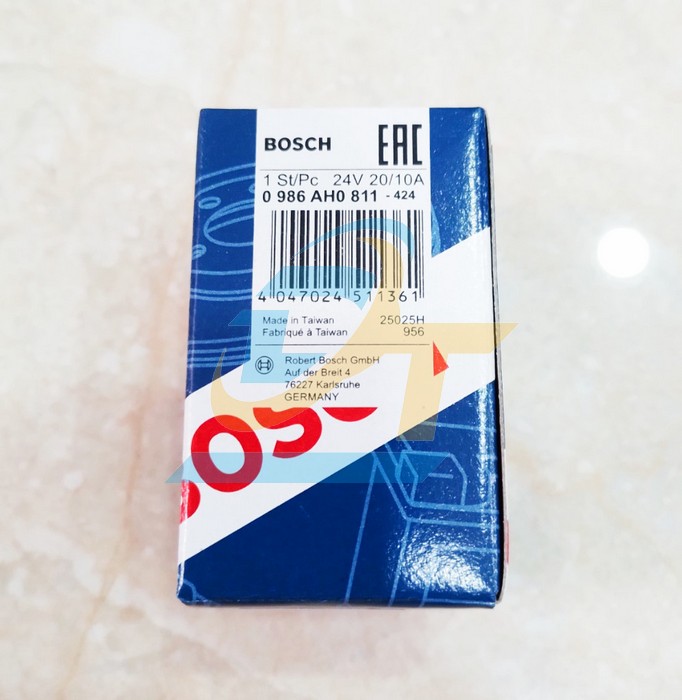 BOSCH EAC
1 St/Pc 24V 20/10A
0 986 AH0 811 - 424
4 047024 511361
Made in Taiwan 25025H
Fabriqué à Taiwan 956
Robert Bosch GmbH
Auf der Breit 4
76227 Karlsruhe
GERMANY
BOSCH
DT